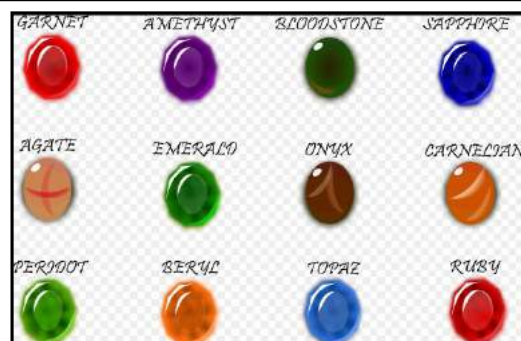 GARNET AMETHYST BLOODSTONE SAPPHIRE
AGATE EMERALD ONYX CARNELIAN
PERIDOT BERYL TOPAZ RUBY